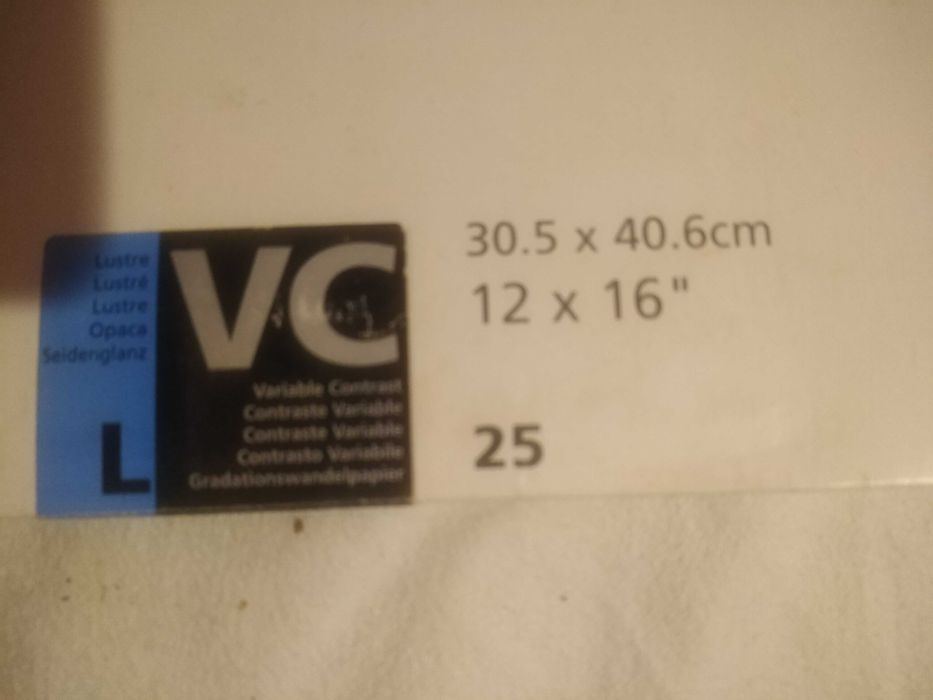 Lustre
Lustré
Lustre
Opaca
Seidenglanz
L
VC
Variable Contrast
Contraste Variable
Contraste Variable
Contrasto Variabile
Gradationswandelpapier
30.5 x 40.6cm
12 x 16"
25